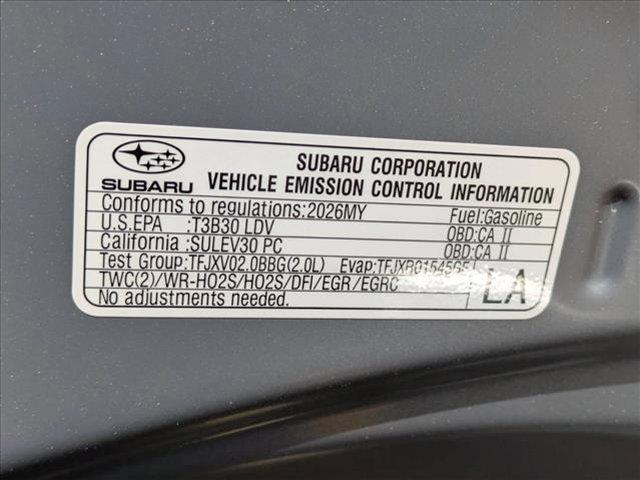 SUBARU
SUBARU CORPORATION
VEHICLE EMISSION CONTROL INFORMATION
Conforms to regulations:2026MY Fuel:Gasoline
U.S.EPA :T3B30 LDV OBD:CA II
California :SULEV30 PC OBD:CA II
Test Group:TFJXV02.0BBG(2.0L) Evap:
TWC(2)/WR-HO2S/HO2S/DFI/EGR/EGRC
No adjustments needed.
LA